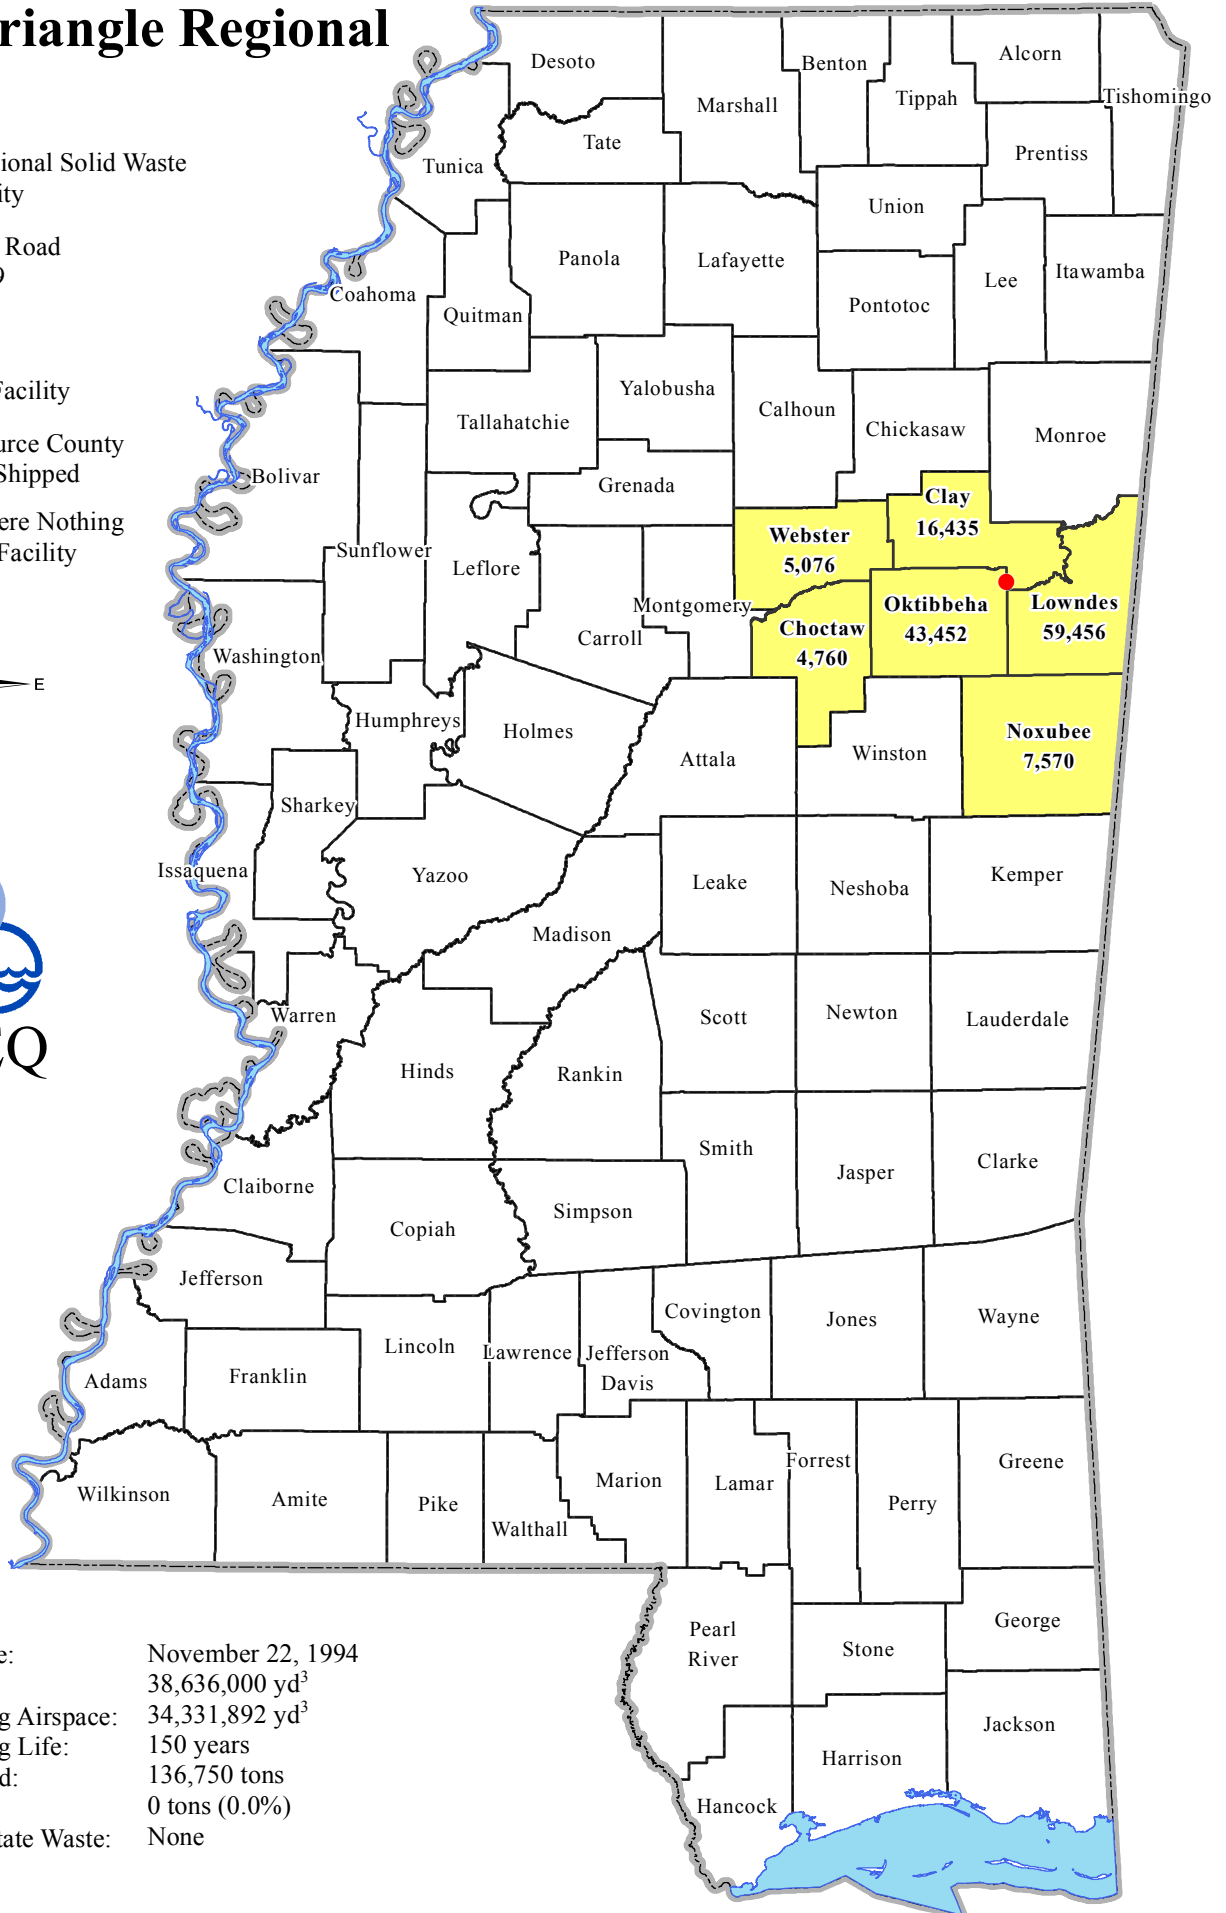 riangle Regional
ional Solid Waste
ity
Road
9
Facility
urce County
Shipped
ere Nothing
Facility
E
CQ
Desoto
Benton
Alcorn
Marshall
Tippah
Tishomingo
Tate
Tunica
Prentiss
Union
Panola
Lafayette
Lee
Itawamba
Coahoma
Quitman
Pontotoc
Yalobusha
Tallahatchie
Calhoun
Chickasaw
Monroe
Bolivar
Grenada
Clay
16,435
Webster
5,076
Sunflower
Leflore
Montgomery
Carroll
Choctaw
4,760
Oktibbeha
43,452
Lowndes
59,456
Washington
Humphreys
Holmes
Attala
Winston
Noxubee
7,570
Sharkey
Issaquena
Yazoo
Leake
Neshoba
Kemper
Madison
Warren
Scott
Newton
Lauderdale
Hinds
Rankin
Smith
Jasper
Clarke
Claiborne
Copiah
Simpson
Jefferson
Covington
Jones
Wayne
Lincoln
Lawrence
Jefferson
Davis
Adams
Franklin
Wilkinson
Amite
Pike
Walthall
Marion
Lamar
Forrest
Perry
Greene
Pearl
River
Stone
George
Jackson
Harrison
Hancock
e: November 22, 1994
38,636,000 yd³
g Airspace: 34,331,892 yd³
g Life: 150 years
d: 136,750 tons
0 tons (0.0%)
tate Waste: None